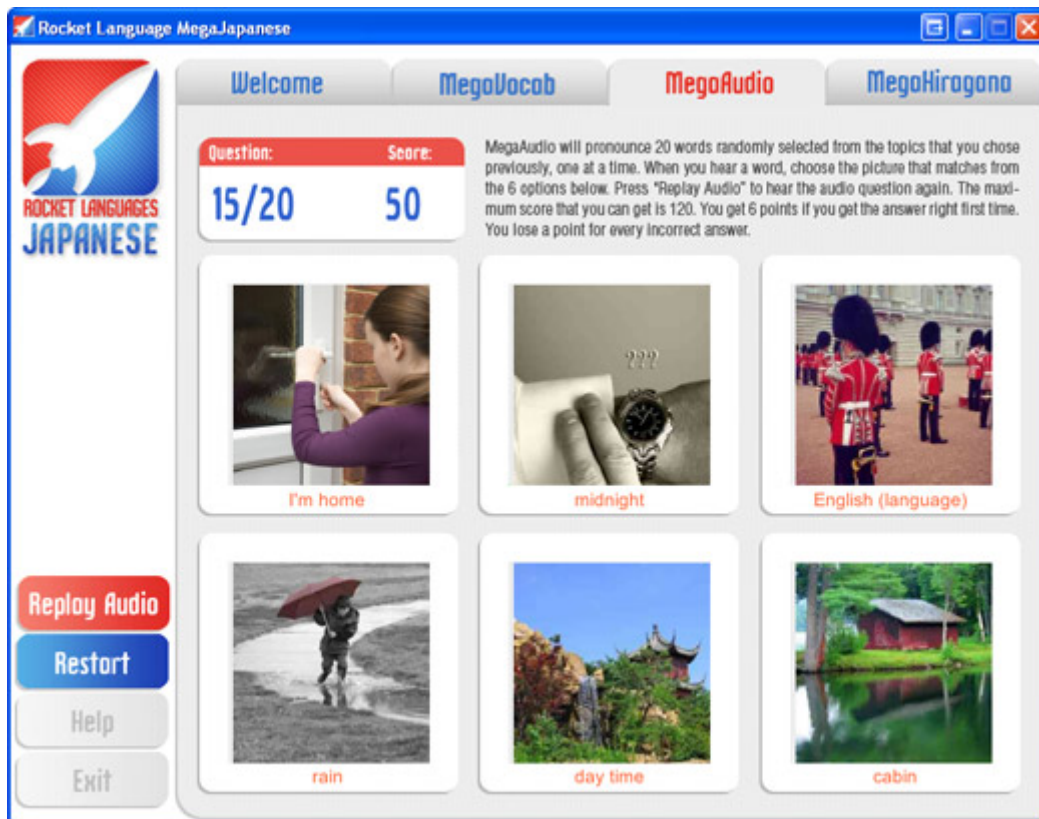 Rocket Language MegaJapanese
ROCKET LANGUAGES
JAPANESE
Welcome
MegaVocab
MegaAudio
MegaHiragana
Question:
Score:
15/20
50
MegaAudio will pronounce 20 words randomly selected from the topics that you chose
previously, one at a time. When you hear a word, choose the picture that matches from
the 6 options below. Press “Replay Audio” to hear the audio question again. The maxi-
mum score that you can get is 120. You get 6 points if you get the answer right first time.
You lose a point for every incorrect answer.
???
I'm home
midnight
English (language)
rain
day time
cabin
Replay Audio
Restart
Help
Exit